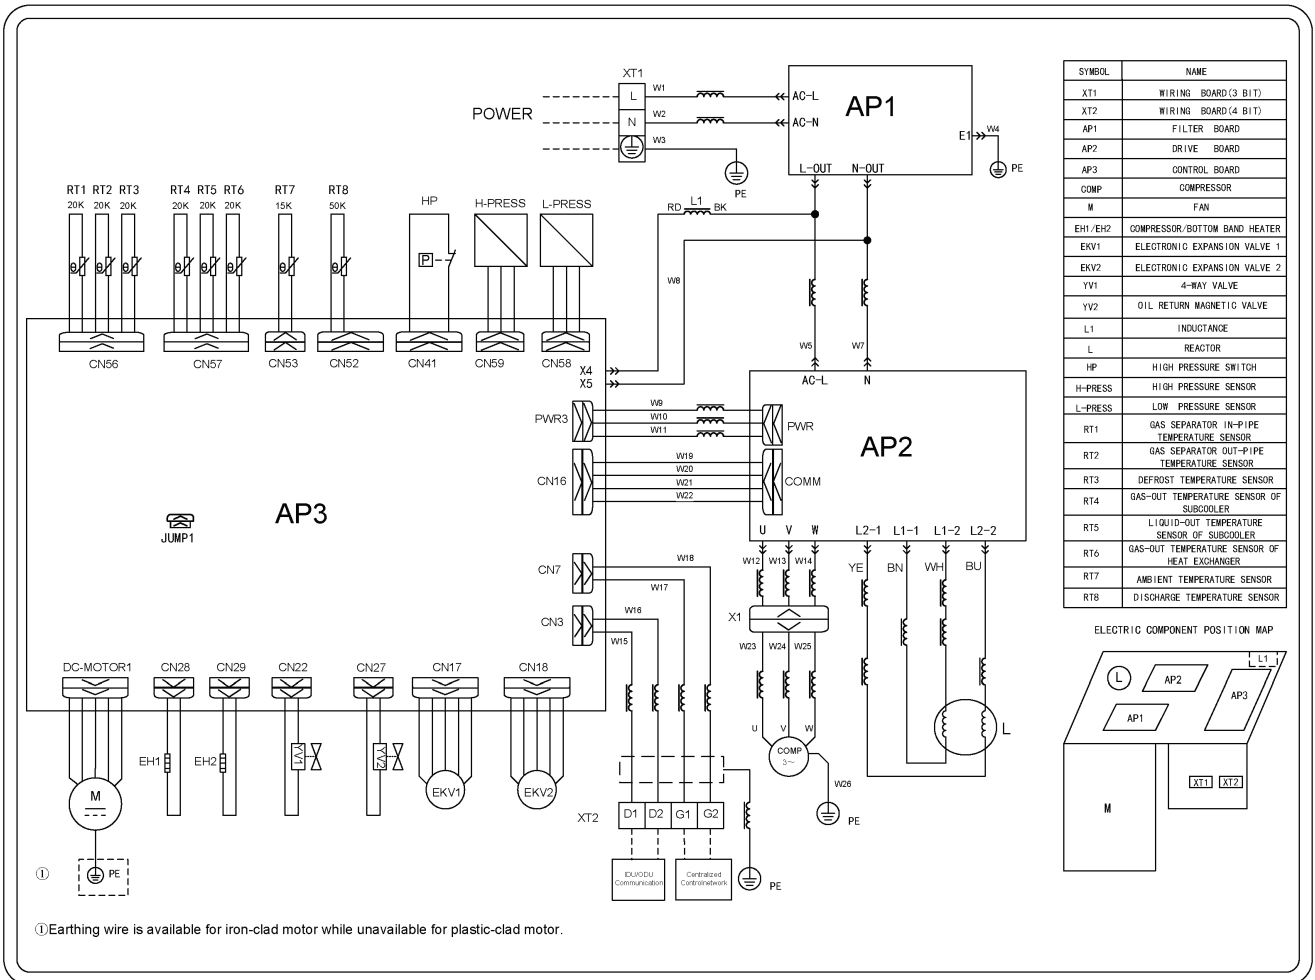 XT1
POWER
L
W1
AC-L
AP1
N
W2
AC-N
W3
E1
W4
PE
PE
L-OUT N-OUT
RT1 RT2 RT3
20K 20K 20K
RT4 RT5 RT6
20K 20K 20K
RT7
15K
RT8
50K
HP
P
H-PRESS
L-PRESS
RD L1 BK
W8
W5
W7
θ θ θ θ θ θ θ θ
CN56
CN57
CN53
CN52
CN41
CN59
CN58
X4
X5
AC-L
N
PWR3
W9
W10
W11
PWR
AP2
CN16
W19
W20
W21
W22
COMM
AP3
JUMP1
U V W L2-1 L1-1 L1-2 L2-2
W12 W13 W14
YE BN WH BU
CN7
W18
W17
CN3
W16
W15
X1
W23 W24 W25
U V W
COMP
3~
W26
PE
L
DC-MOTOR1
CN28
CN29
CN22
CN27
CN17
CN18
M
EH1
EH2
YV1
YV2
EKV1
EKV2
XT2
D1 D2 G1 G2
IDU/ODU
Communication
Centralized
Controlnetwork
PE
① PE
①Earthing wire is available for iron-clad motor while unavailable for plastic-clad motor.
SYMBOL NAME
XT1 WIRING BOARD(3 BIT)
XT2 WIRING BOARD(4 BIT)
AP1 FILTER BOARD
AP2 DRIVE BOARD
AP3 CONTROL BOARD
COMP COMPRESSOR
M FAN
EH1/EH2 COMPRESSOR/BOTTOM BAND HEATER
EKV1 ELECTRONIC EXPANSION VALVE 1
EKV2 ELECTRONIC EXPANSION VALVE 2
YV1 4-WAY VALVE
YV2 OIL RETURN MAGNETIC VALVE
L1 INDUCTANCE
L REACTOR
HP HIGH PRESSURE SWITCH
H-PRESS HIGH PRESSURE SENSOR
L-PRESS LOW PRESSURE SENSOR
RT1 GAS SEPARATOR IN-PIPE
TEMPERATURE SENSOR
RT2 GAS SEPARATOR OUT-PIPE
TEMPERATURE SENSOR
RT3 DEFROST TEMPERATURE SENSOR
RT4 GAS-OUT TEMPERATURE SENSOR OF
SUBCOOLER
RT5 LIQUID-OUT TEMPERATURE
SENSOR OF SUBCOOLER
RT6 GAS-OUT TEMPERATURE SENSOR OF
HEAT EXCHANGER
RT7 AMBIENT TEMPERATURE SENSOR
RT8 DISCHARGE TEMPERATURE SENSOR
ELECTRIC COMPONENT POSITION MAP
L1
L
AP2
AP3
AP1
XT1 XT2
M